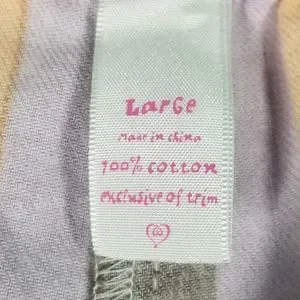 LARGE
made in china
100% cotton
exclusive of trim